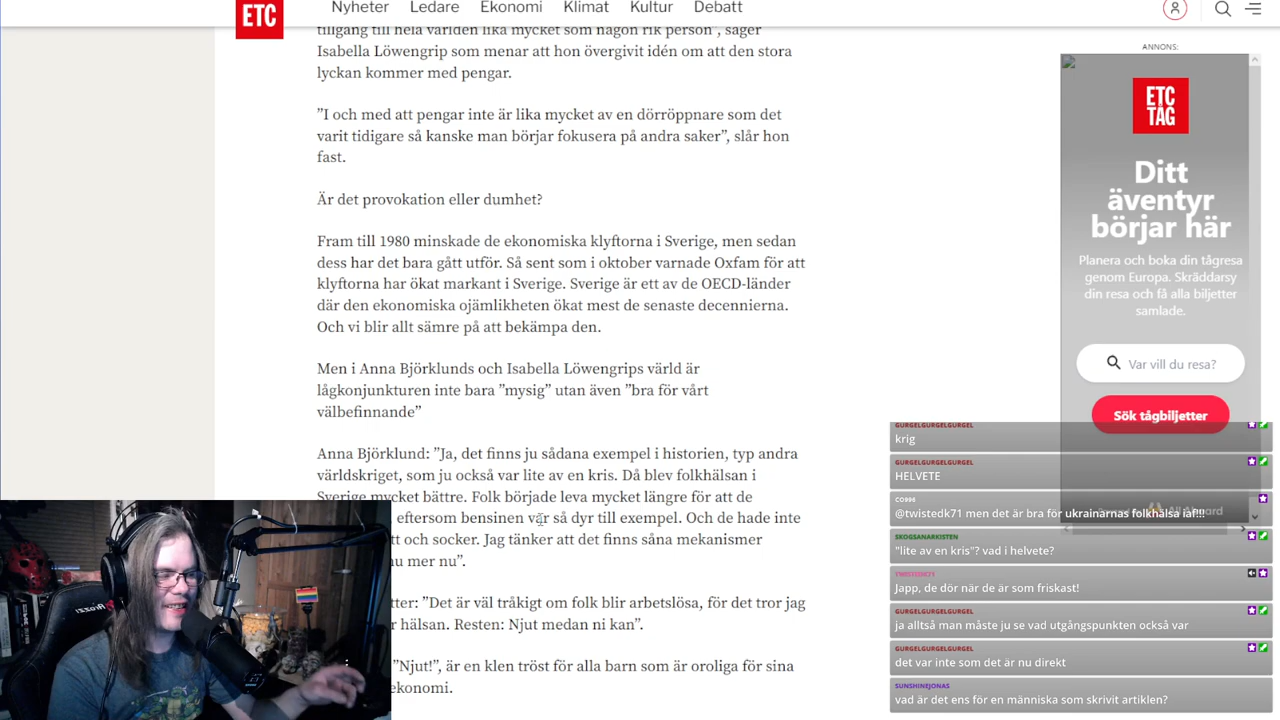 ETC
Nyheter Ledare Ekonomi Klimat Kultur Debatt
tillgång till hela världen lika mycket som någon rik person”, säger
Isabella Löwengrip som menar att hon övergivit idén om att den stora
lyckan kommer med pengar.
”I och med att pengar inte är lika mycket av en dörröppnare som det
varit tidigare så kanske man börjar fokusera på andra saker”, slår hon
fast.
Är det provokation eller dumhet?
Fram till 1980 minskade de ekonomiska klyftorna i Sverige, men sedan
dess har det bara gått utför. Så sent som i oktober varnade Oxfam för att
klyftorna har ökat markant i Sverige. Sverige är ett av de OECD-länder
där den ekonomiska ojämlikheten ökat mest de senaste decennierna.
Och vi blir allt sämre på att bekämpa den.
Men i Anna Björklunds och Isabella Löwengrips värld är
lågkonjunkturen inte bara ”mysig” utan även ”bra för vårt
välbefinnande”
Anna Björklund: ”Ja, det finns ju sådana exempel i historien, typ andra
världskriget, som ju också var lite av en kris. Då blev folkhälsan i
Sverige mycket bättre. Folk började leva mycket längre för att de
eftersom bensinen var så dyr till exempel. Och de hade inte
tt och socker. Jag tänker att det finns såna mekanismer
nu mer nu”.
tter: ”Det är väl tråkigt om folk blir arbetslösa, för det tror jag
r hälsan. Resten: Njut medan ni kan”.
”Njut!”, är en klen tröst för alla barn som är oroliga för sina
ekonomi.
ANNONS:
ETC
TAG
Ditt
äventyr
börjar här
Planera och boka din tågresa
genom Europa. Skräddarsy
din resa och få alla biljetter
samlade.
Var vill du resa?
Sök tågbiljetter
GURGELGURGELGURGEL
krig
GURGELGURGELGURGEL
HELVETE
CO996
@twistedk71 men det är bra för ukrainarnas folkhälsa iaf!!!
SKOGSANARKISTEN
"lite av en kris"? vad i helvete?
TWISTEDK71
Japp, de dör när de är som friskast!
GURGELGURGELGURGEL
ja alltså man måste ju se vad utgångspunkten också var
GURGELGURGELGURGEL
det var inte som det är nu direkt
SUNSHINEJONAS
vad är det ens för en människa som skrivit artiklen?